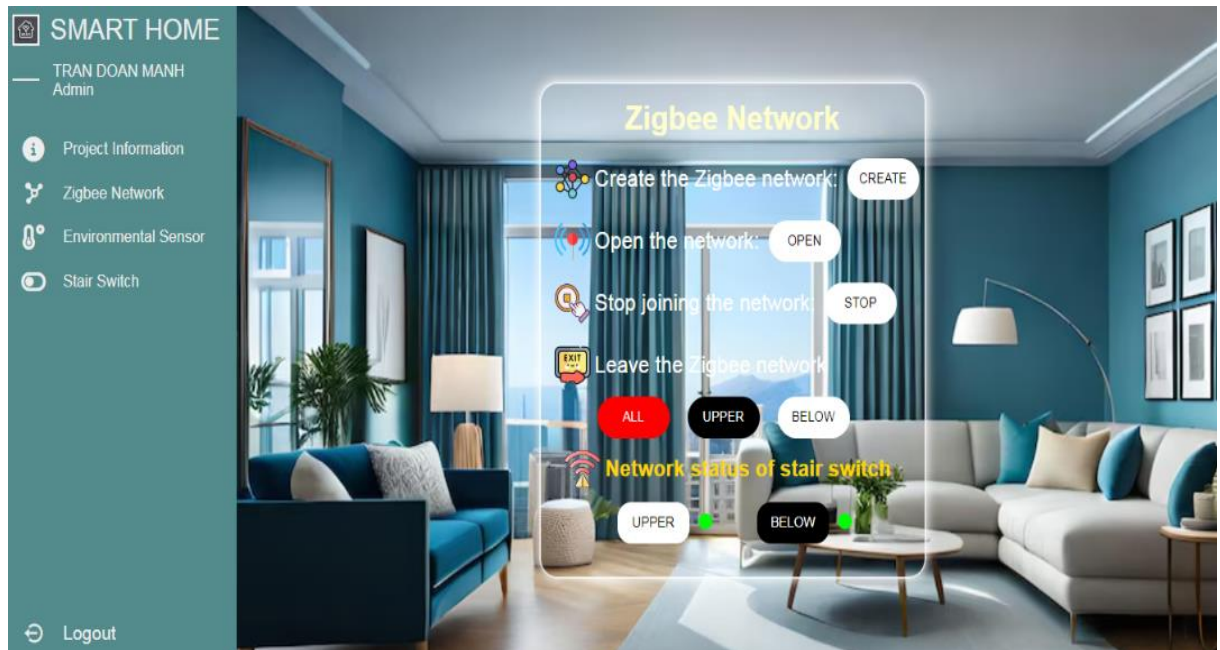 SMART HOME
TRAN DOAN MANH
Admin
Project Information
Zigbee Network
Environmental Sensor
Stair Switch
Logout
Zigbee Network
Create the Zigbee network: CREATE
Open the network: OPEN
Stop joining the network: STOP
Leave the Zigbee network
ALL UPPER BELOW
Network status of stair switch
UPPER BELOW